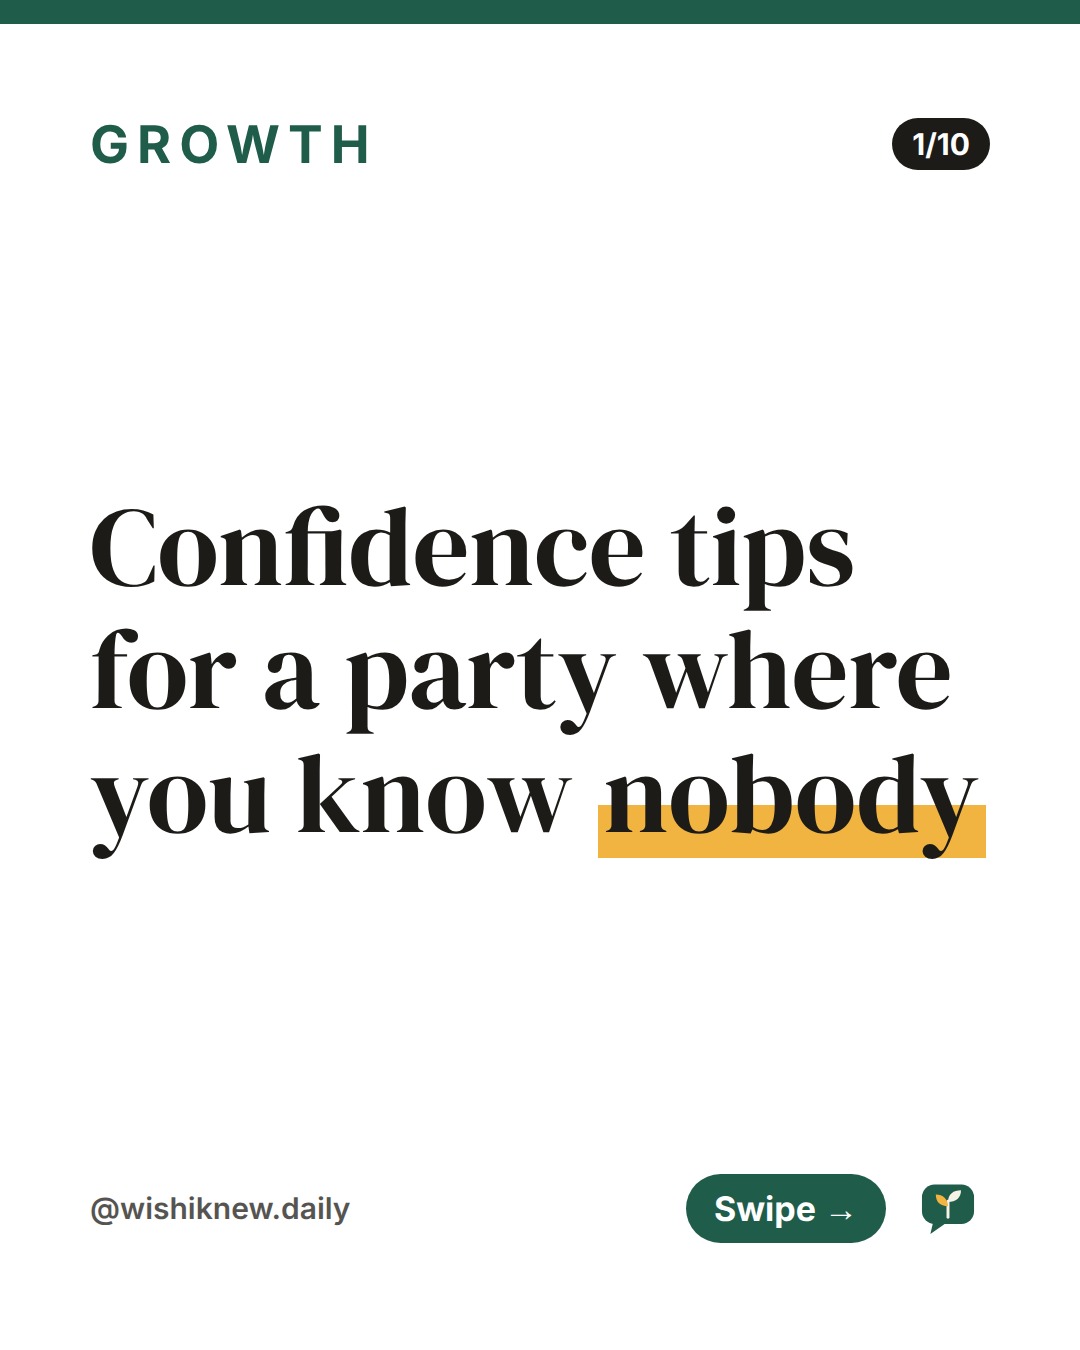 GROWTH
1/10
Confidence tips
for a party where
you know nobody
@wishiknew.daily
Swipe →